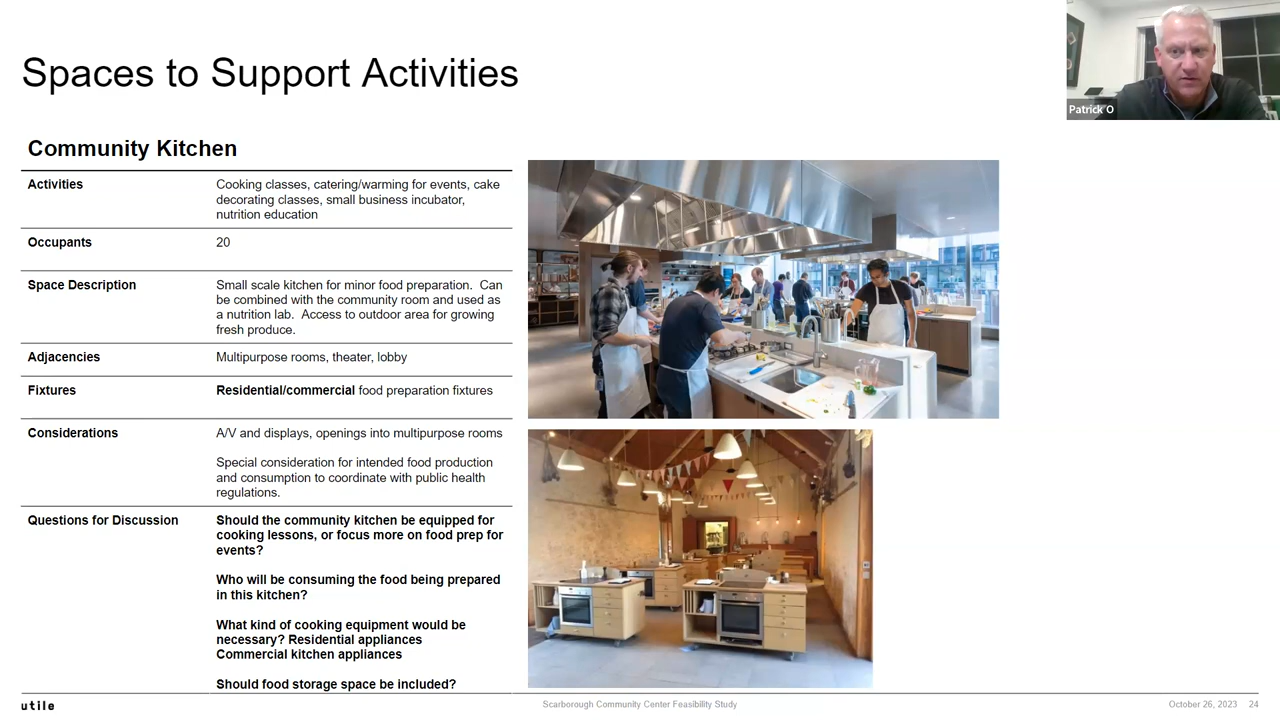 Spaces to Support Activities
Patrick O
Community Kitchen
Activities
Cooking classes, catering/warming for events, cake
decorating classes, small business incubator,
nutrition education
Occupants
20
Space Description
Small scale kitchen for minor food preparation. Can
be combined with the community room and used as
a nutrition lab. Access to outdoor area for growing
fresh produce.
Adjacencies
Multipurpose rooms, theater, lobby
Fixtures
Residential/commercial food preparation fixtures
Considerations
A/V and displays, openings into multipurpose rooms
Special consideration for intended food production
and consumption to coordinate with public health
regulations.
Questions for Discussion
Should the community kitchen be equipped for
cooking lessons, or focus more on food prep for
events?
Who will be consuming the food being prepared
in this kitchen?
What kind of cooking equipment would be
necessary? Residential appliances
Commercial kitchen appliances
Should food storage space be included?
utile
Scarborough Community Center Feasibility Study
October 26, 2023 24